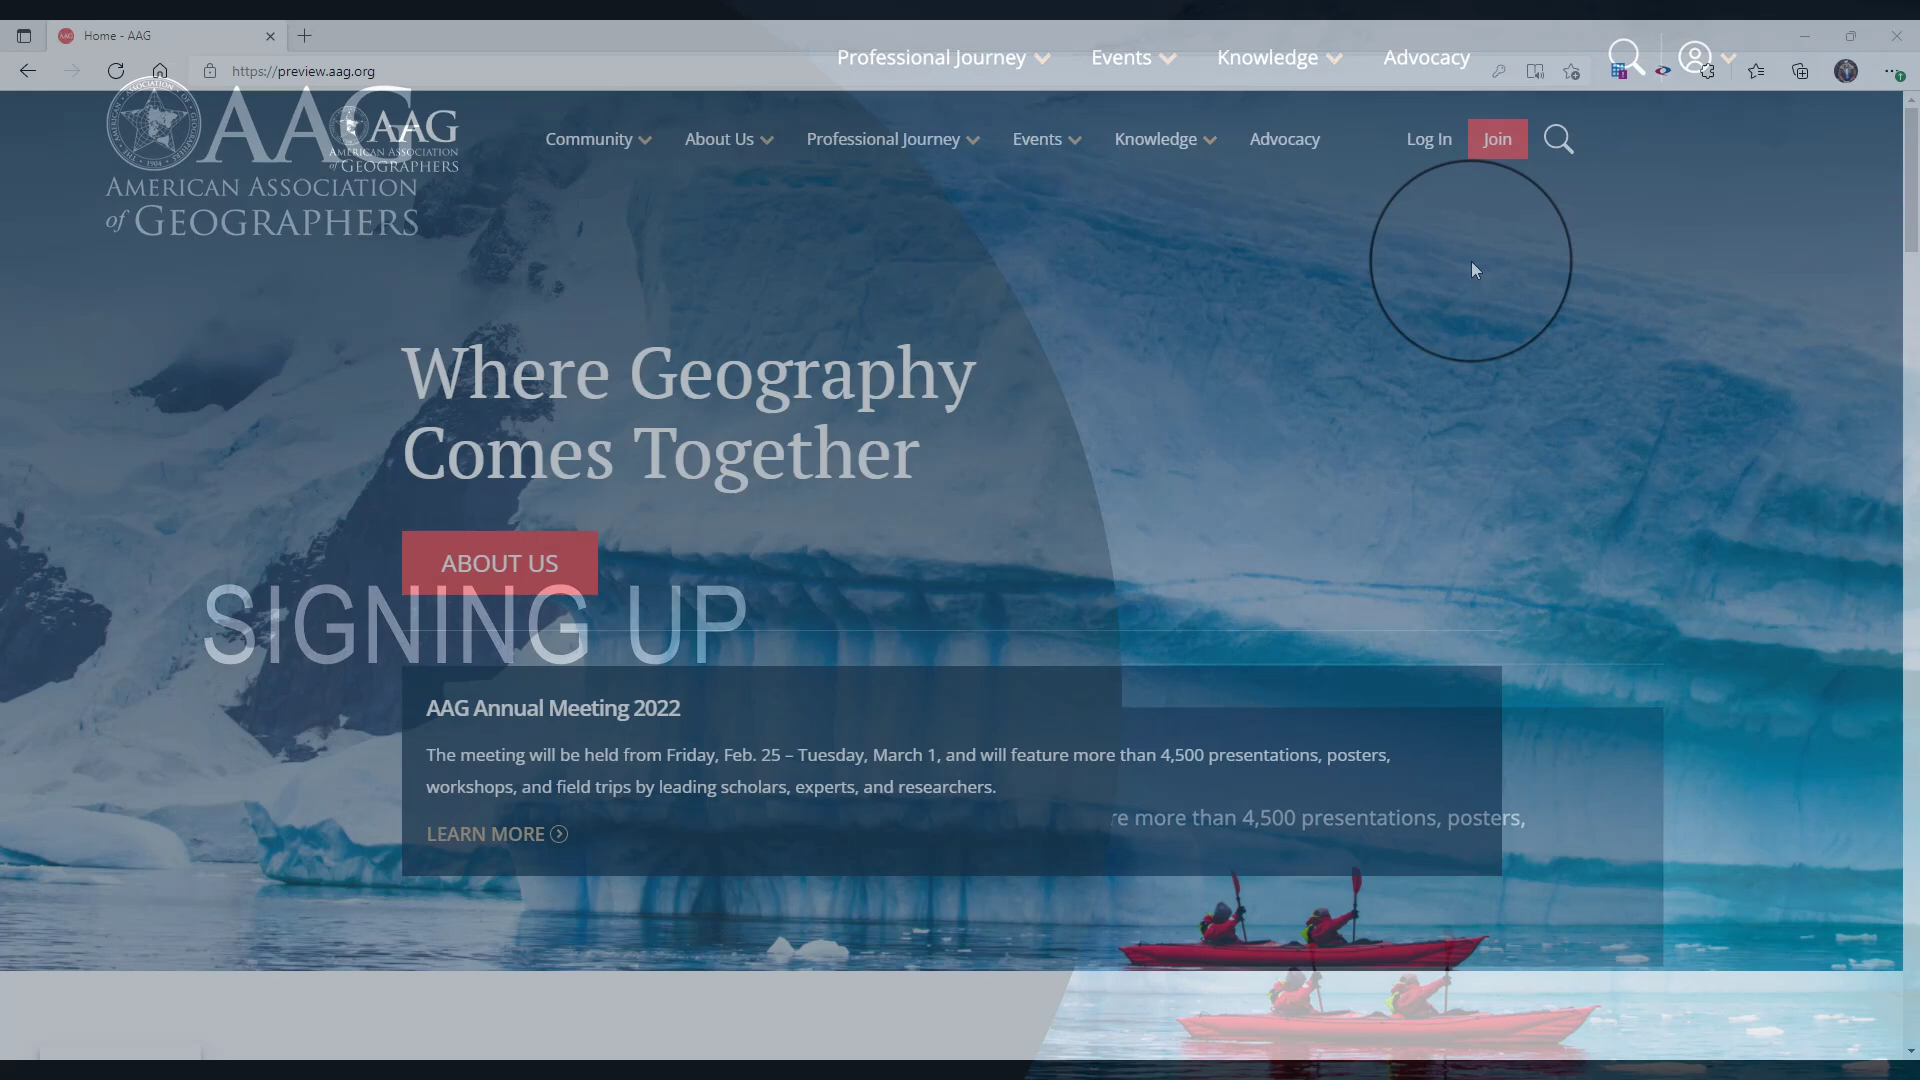 Home - AAG
Professional Journey Events Knowledge Advocacy
https://preview.aag.org
AAG
AMERICAN ASSOCIATION
of GEOGRAPHERS
AAG
AMERICAN ASSOCIATION
of GEOGRAPHERS
Community About Us Professional Journey Events Knowledge Advocacy Log In Join
Where Geography
Comes Together
ABOUT US
SIGNING UP
AAG Annual Meeting 2022
The meeting will be held from Friday, Feb. 25 – Tuesday, March 1, and will feature more than 4,500 presentations, posters,
workshops, and field trips by leading scholars, experts, and researchers.
re more than 4,500 presentations, posters,
LEARN MORE